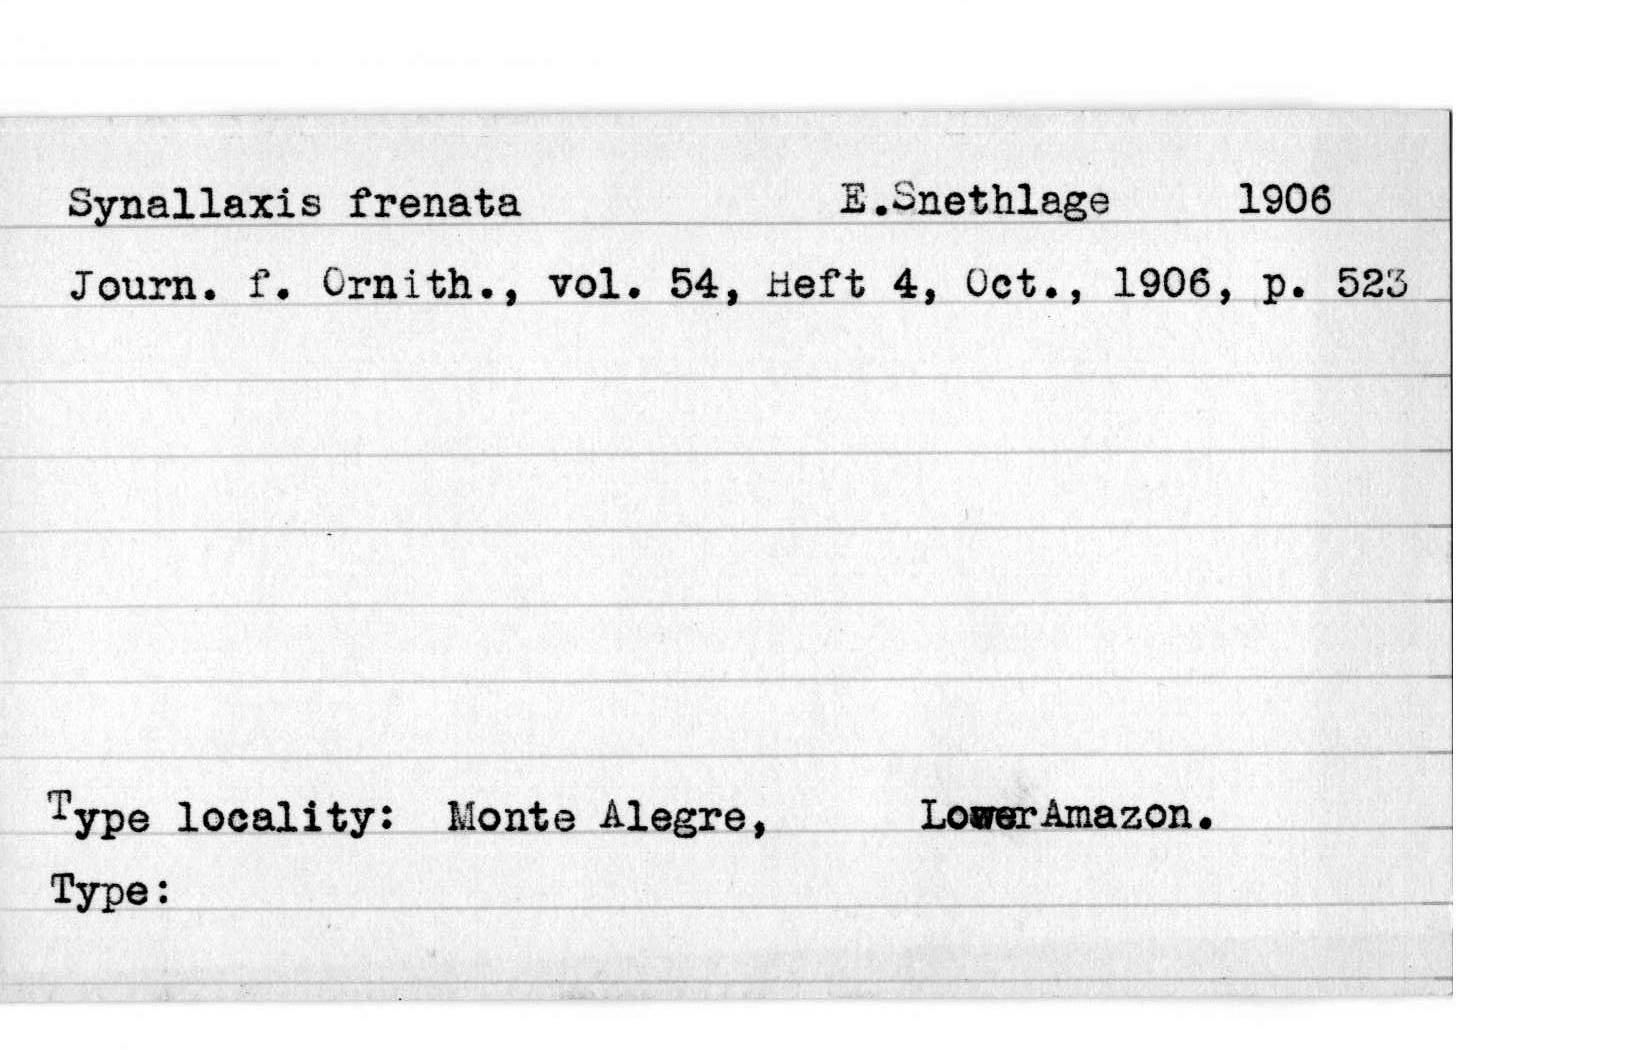 Synallaxis frenata E.Snethlage 1906
Journ. f. Ornith., vol. 54, Heft 4, Oct., 1906, p. 523
Type locality: Monte Alegre, Lower Amazon.
Type: